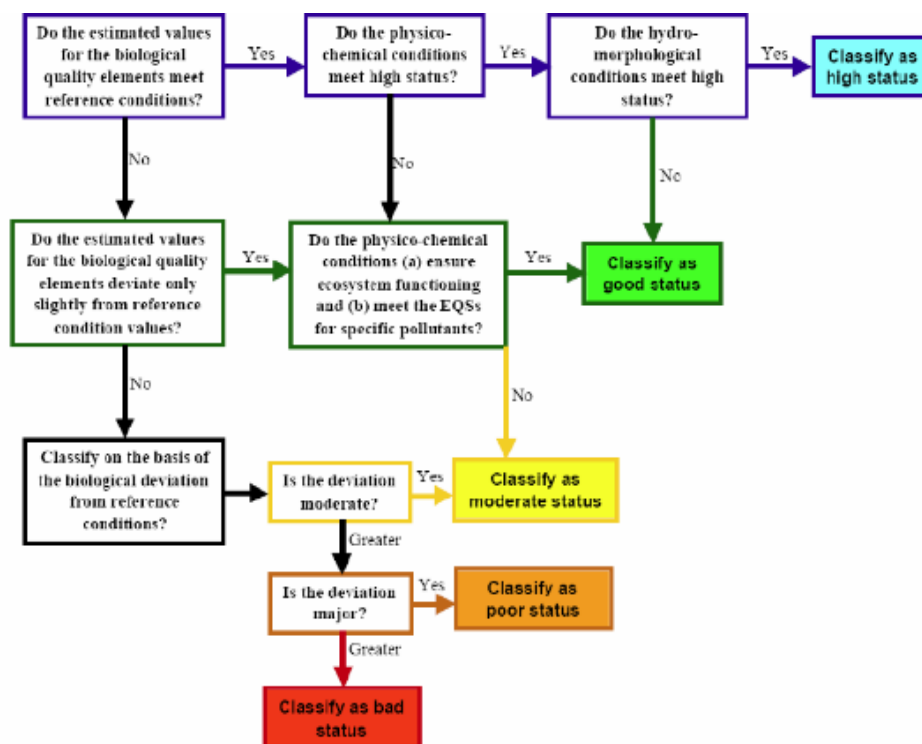 Do the estimated values
for the biological
quality elements meet
reference conditions?
Yes
Do the physico-
chemical conditions
meet high status?
Yes
Do the hydro-
morphological
conditions meet high
status?
Yes
Classify as
high status
No
No
No
Do the estimated values
for the biological quality
elements deviate only
slightly from reference
condition values?
Yes
Do the physico-chemical
conditions (a) ensure
ecosystem functioning
and (b) meet the EQSs
for specific pollutants?
Yes
Classify as
good status
No
No
Classify on the basis of
the biological deviation
from reference
conditions?
Is the deviation
moderate?
Yes
Classify as
moderate status
Greater
Is the deviation
major?
Yes
Classify as
poor status
Greater
Classify as bad
status